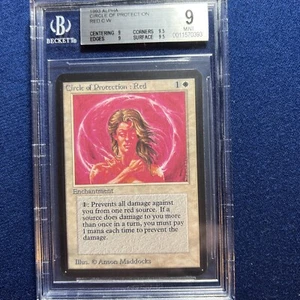 BECKETT
1993 ALPHA
CIRCLE OF PROTECTION:
RED C W
CENTERING 9 CORNERS 9.5
EDGES 9 SURFACE 9.5
9
MINT
Circle of Protection: Red 1
Enchantment
1: Prevents all damage against
you from one red source. If a
source does damage to you more
than once in a turn, you must pay
1 mana each time to prevent the
damage.
Illus. © Anson Maddocks